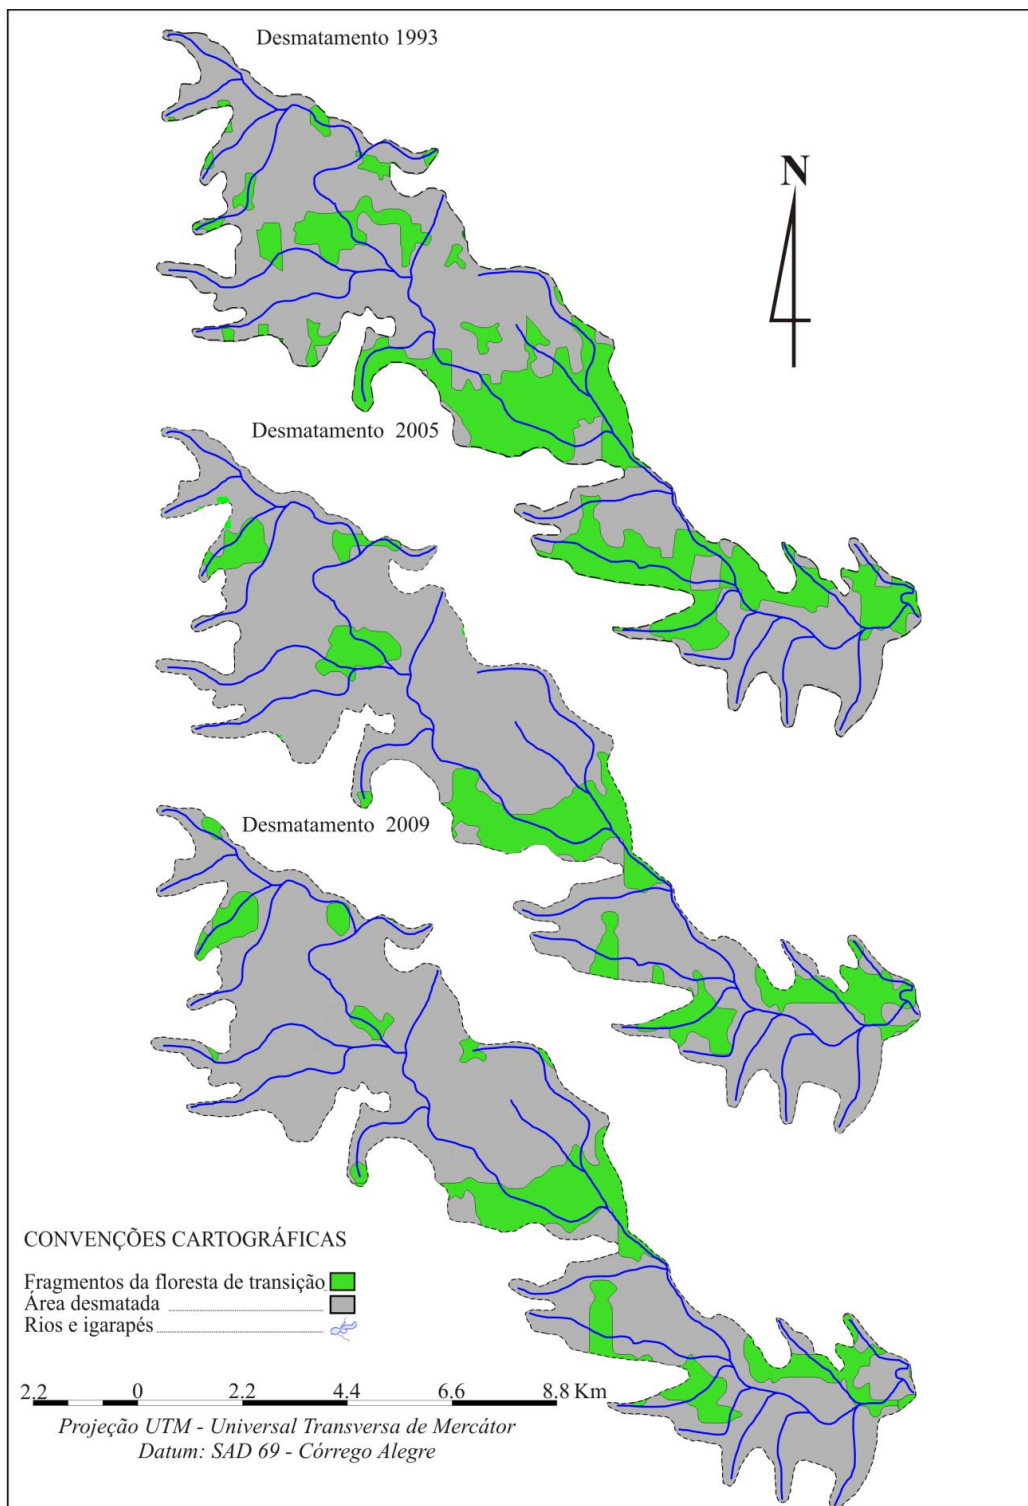 Desmatamento 1993
N
Desmatamento 2005
Desmatamento 2009
CONVENÇÕES CARTOGRÁFICAS
Fragmentos da floresta de transição
Área desmatada
Rios e igarapés
2.2 0 2.2 4.4 6.6 8.8 Km
Projeção UTM - Universal Transversa de Mercátor
Datum: SAD 69 - Córrego Alegre